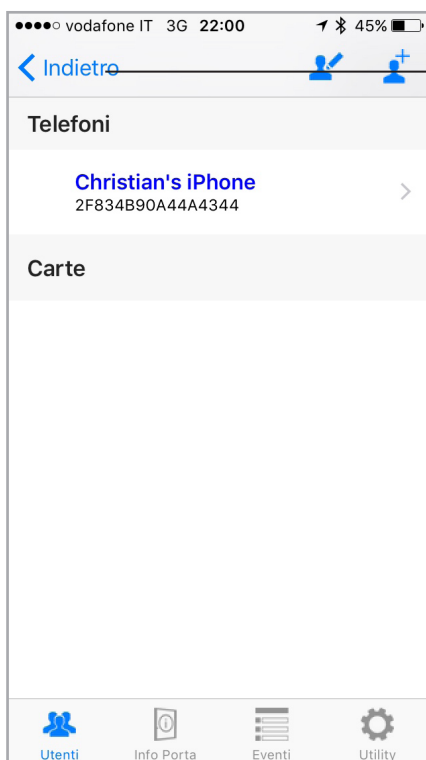 vodafone IT 3G 22:00 45%
Indietro
Telefoni
Christian's iPhone
2F834B90A44A4344
Carte
Utenti Info Porta Eventi Utility